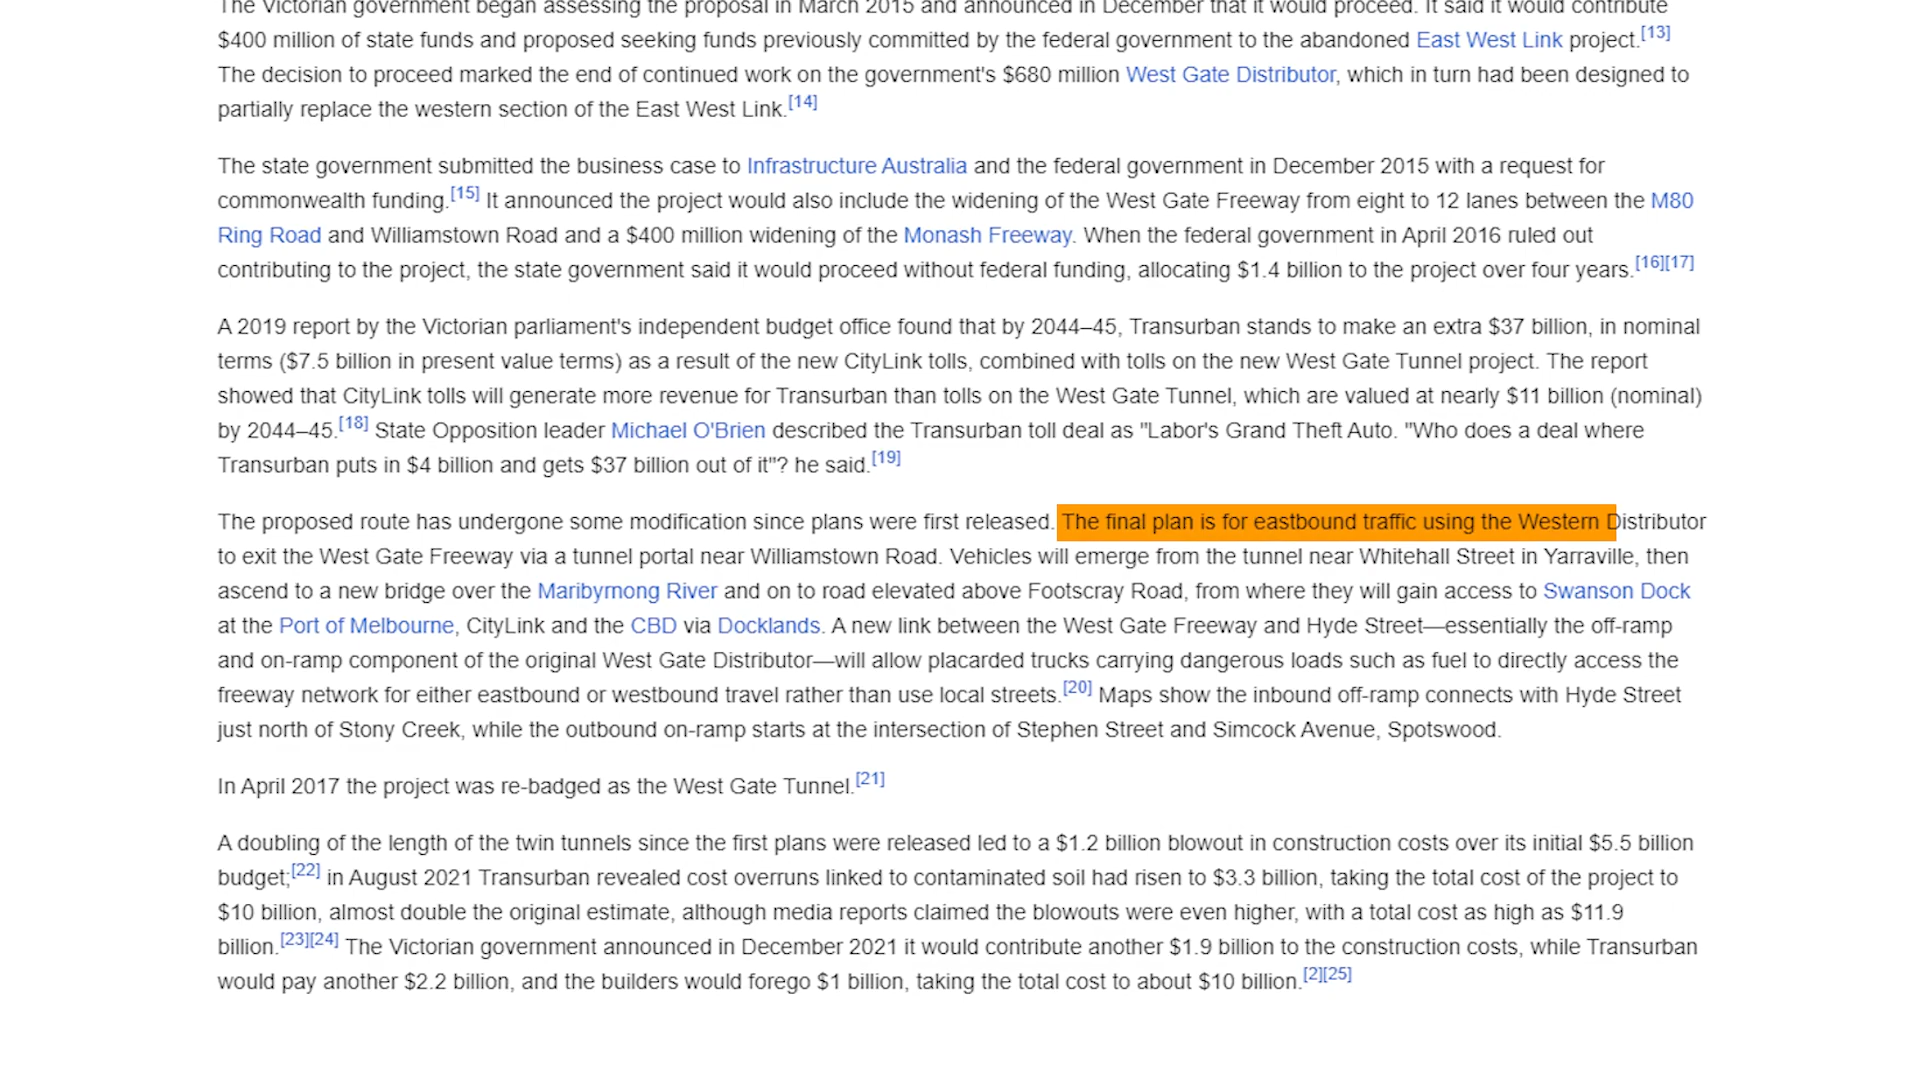 The Victorian government began assessing the proposal in March 2015 and announced in December that it would proceed. It said it would contribute
$400 million of state funds and proposed seeking funds previously committed by the federal government to the abandoned East West Link project.[13]
The decision to proceed marked the end of continued work on the government's $680 million West Gate Distributor, which in turn had been designed to
partially replace the western section of the East West Link.[14]
The state government submitted the business case to Infrastructure Australia and the federal government in December 2015 with a request for
commonwealth funding.[15] It announced the project would also include the widening of the West Gate Freeway from eight to 12 lanes between the M80
Ring Road and Williamstown Road and a $400 million widening of the Monash Freeway. When the federal government in April 2016 ruled out
contributing to the project, the state government said it would proceed without federal funding, allocating $1.4 billion to the project over four years.[16][17]
A 2019 report by the Victorian parliament's independent budget office found that by 2044–45, Transurban stands to make an extra $37 billion, in nominal
terms ($7.5 billion in present value terms) as a result of the new CityLink tolls, combined with tolls on the new West Gate Tunnel project. The report
showed that CityLink tolls will generate more revenue for Transurban than tolls on the West Gate Tunnel, which are valued at nearly $11 billion (nominal)
by 2044–45.[18] State Opposition leader Michael O'Brien described the Transurban toll deal as "Labor's Grand Theft Auto. "Who does a deal where
Transurban puts in $4 billion and gets $37 billion out of it"? he said.[19]
The proposed route has undergone some modification since plans were first released. The final plan is for eastbound traffic using the Western Distributor
to exit the West Gate Freeway via a tunnel portal near Williamstown Road. Vehicles will emerge from the tunnel near Whitehall Street in Yarraville, then
ascend to a new bridge over the Maribyrnong River and on to road elevated above Footscray Road, from where they will gain access to Swanson Dock
at the Port of Melbourne, CityLink and the CBD via Docklands. A new link between the West Gate Freeway and Hyde Street—essentially the off-ramp
and on-ramp component of the original West Gate Distributor—will allow placarded trucks carrying dangerous loads such as fuel to directly access the
freeway network for either eastbound or westbound travel rather than use local streets.[20] Maps show the inbound off-ramp connects with Hyde Street
just north of Stony Creek, while the outbound on-ramp starts at the intersection of Stephen Street and Simcock Avenue, Spotswood.
In April 2017 the project was re-badged as the West Gate Tunnel.[21]
A doubling of the length of the twin tunnels since the first plans were released led to a $1.2 billion blowout in construction costs over its initial $5.5 billion
budget;[22] in August 2021 Transurban revealed cost overruns linked to contaminated soil had risen to $3.3 billion, taking the total cost of the project to
$10 billion, almost double the original estimate, although media reports claimed the blowouts were even higher, with a total cost as high as $11.9
billion.[23][24] The Victorian government announced in December 2021 it would contribute another $1.9 billion to the construction costs, while Transurban
would pay another $2.2 billion, and the builders would forego $1 billion, taking the total cost to about $10 billion.[2][25]